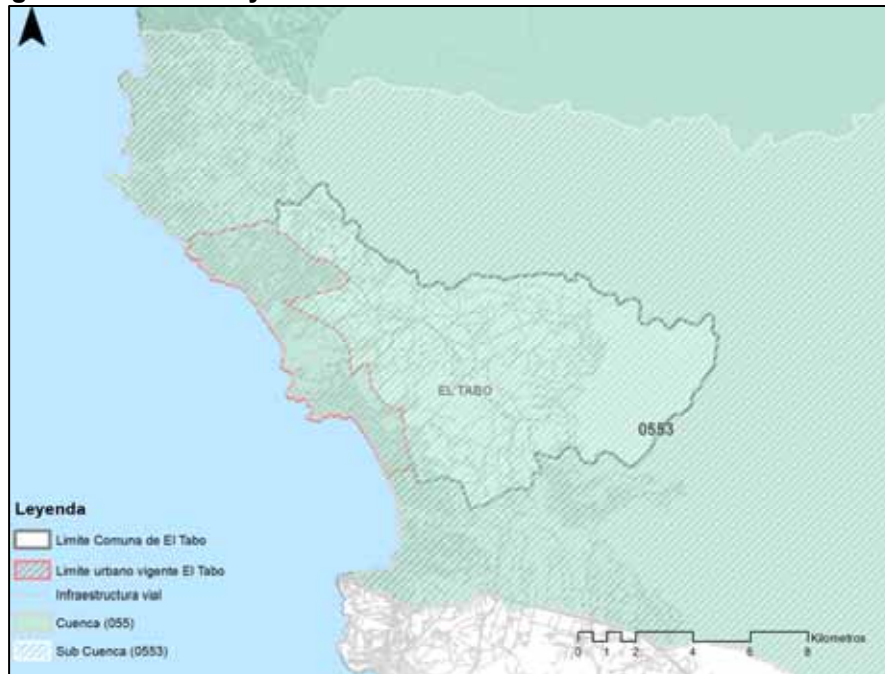 EL TABO
0553
Leyenda
Limite Comuna de El Tabo
Limite urbano vigente El Tabo
Infraestructura vial
Cuenca (055)
Sub Cuenca (0553)
Kilometros
0 1 2 4 6 8